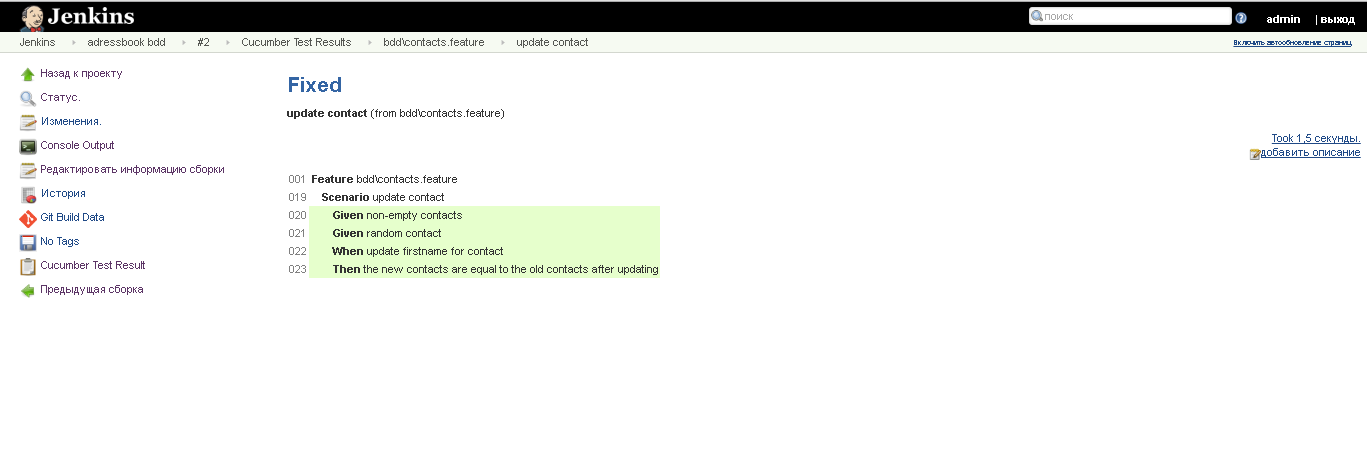 Jenkins
поиск
admin | выход
Jenkins adressbook bdd #2 Cucumber Test Results bdd\contacts.feature update contact
Включить автообновление страниц
Назад к проекту
Статус.
Изменения.
Console Output
Редактировать информацию сборки
История
Git Build Data
No Tags
Cucumber Test Result
Предыдущая сборка
Fixed
update contact (from bdd\contacts.feature)
Took 1,5 секунды.
добавить описание
001 Feature bdd\contacts.feature
019 Scenario update contact
020 Given non-empty contacts
021 Given random contact
022 When update firstname for contact
023 Then the new contacts are equal to the old contacts after updating